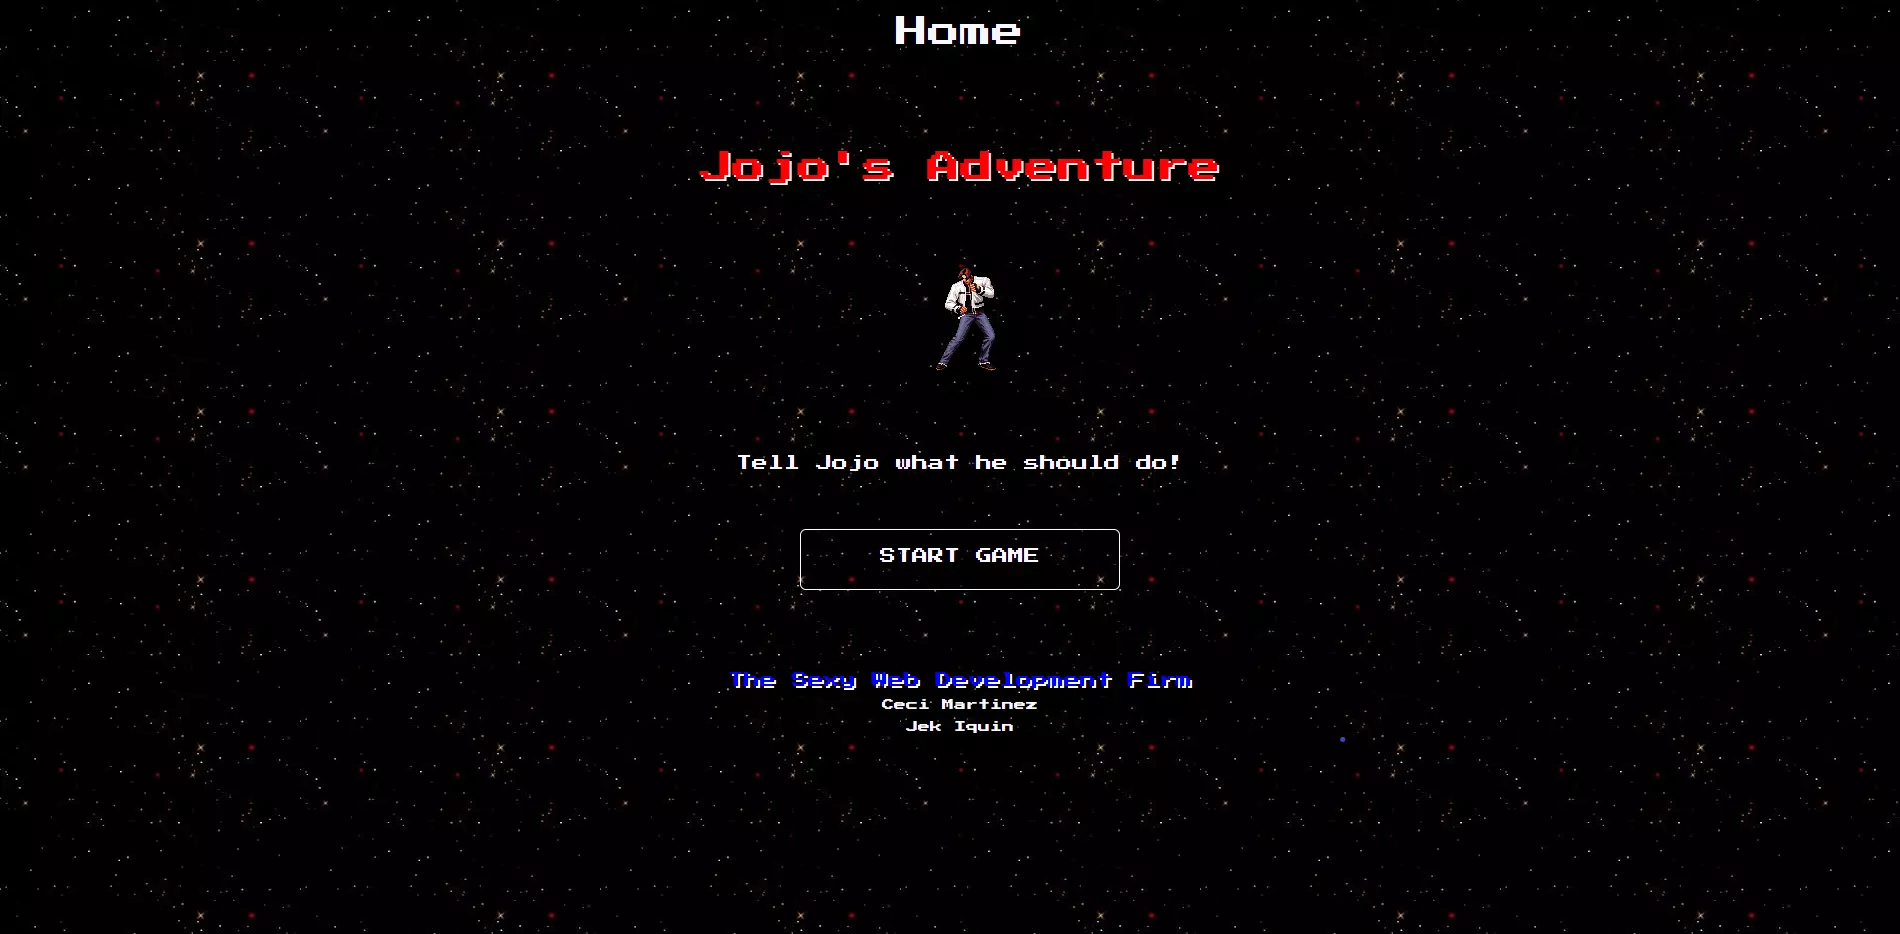 Home
Jojo's Adventure
Tell Jojo what he should do!
START GAME
The Sexy Web Development Firm
Ceci Martinez
Jek Iquin